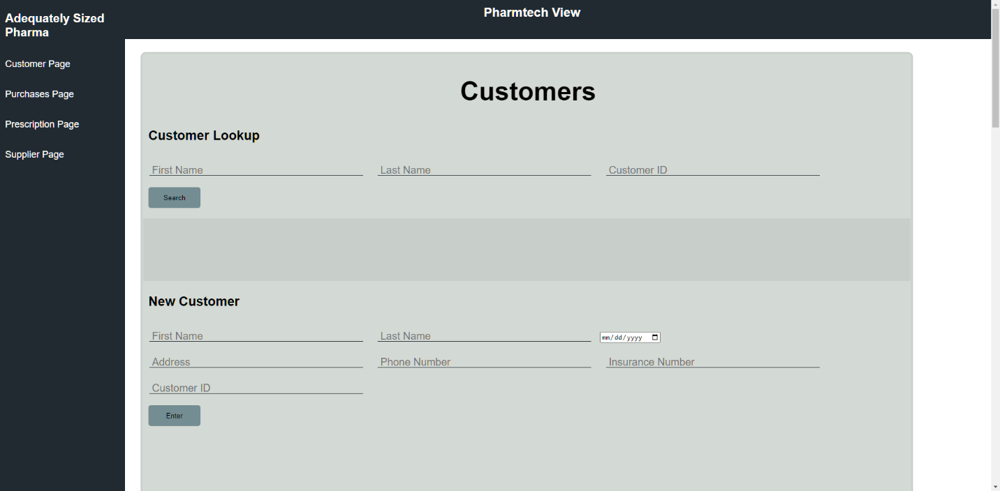 Adequately Sized
Pharma
Pharmtech View
Customer Page
Purchases Page
Prescription Page
Supplier Page
Customers
Customer Lookup
First Name Last Name Customer ID
Search
New Customer
First Name Last Name mm/dd/yyyy
Address Phone Number Insurance Number
Customer ID
Enter